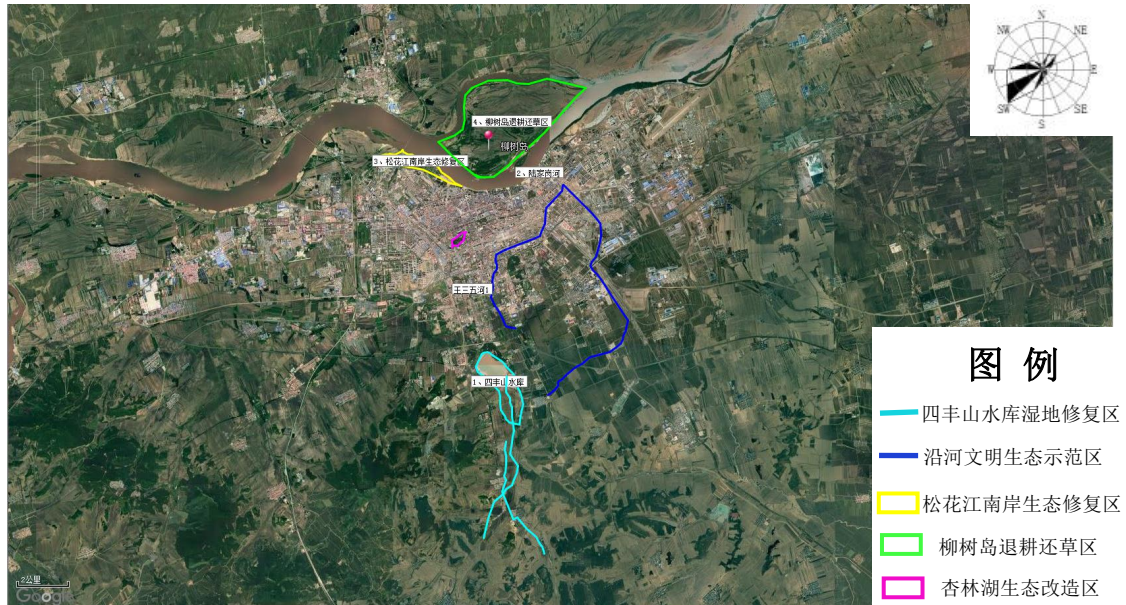 N
NW
NE
W
E
SW
SE
S
4、柳树岛退耕还草区
柳树岛
3、松花江南岸生态修复区
2、陆家岗河
王三五河1
1、四丰山水库
图 例
四丰山水库湿地修复区
沿河文明生态示范区
松花江南岸生态修复区
柳树岛退耕还草区
杏林湖生态改造区
2公里
Google